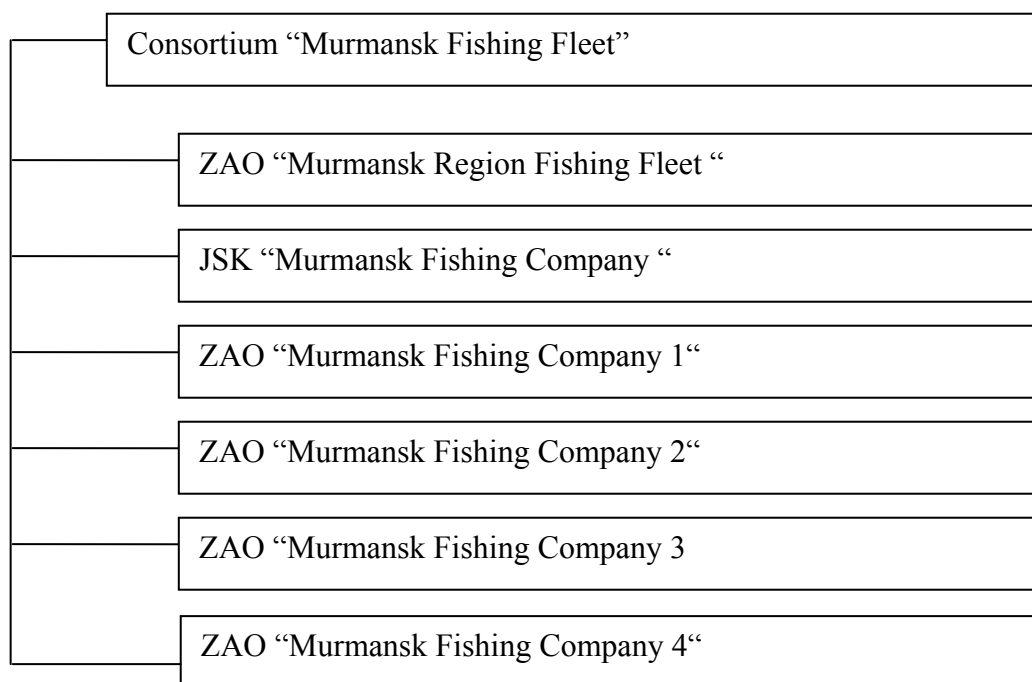 Consortium “Murmansk Fishing Fleet”
ZAO “Murmansk Region Fishing Fleet “
JSK “Murmansk Fishing Company “
ZAO “Murmansk Fishing Company 1“
ZAO “Murmansk Fishing Company 2“
ZAO “Murmansk Fishing Company 3
ZAO “Murmansk Fishing Company 4“